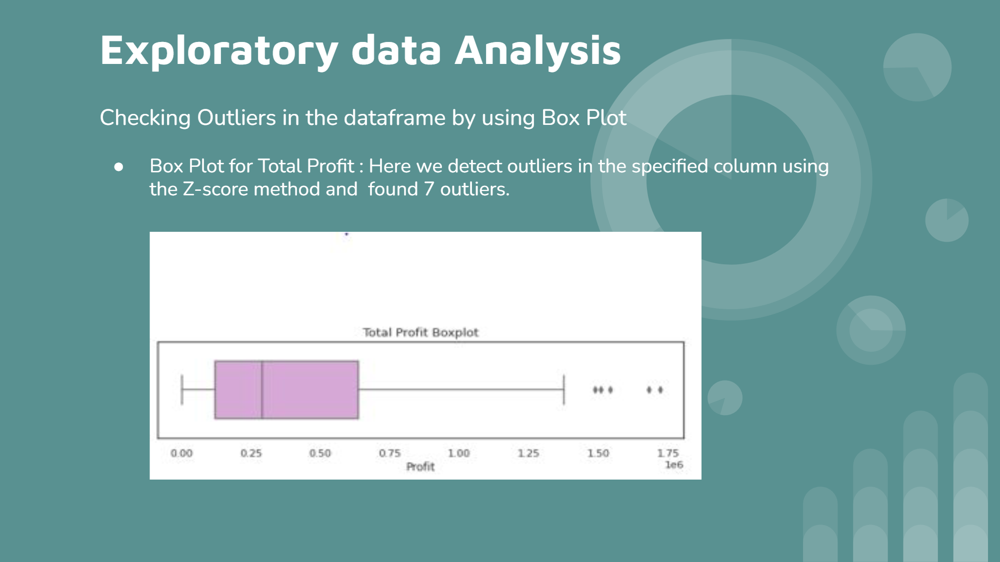 Exploratory data Analysis
Checking Outliers in the dataframe by using Box Plot
● Box Plot for Total Profit : Here we detect outliers in the specified column using
the Z-score method and  found 7 outliers.
Total Profit Boxplot
0.00 0.25 0.50 0.75 1.00 1.25 1.50 1.75
Profit
1e6